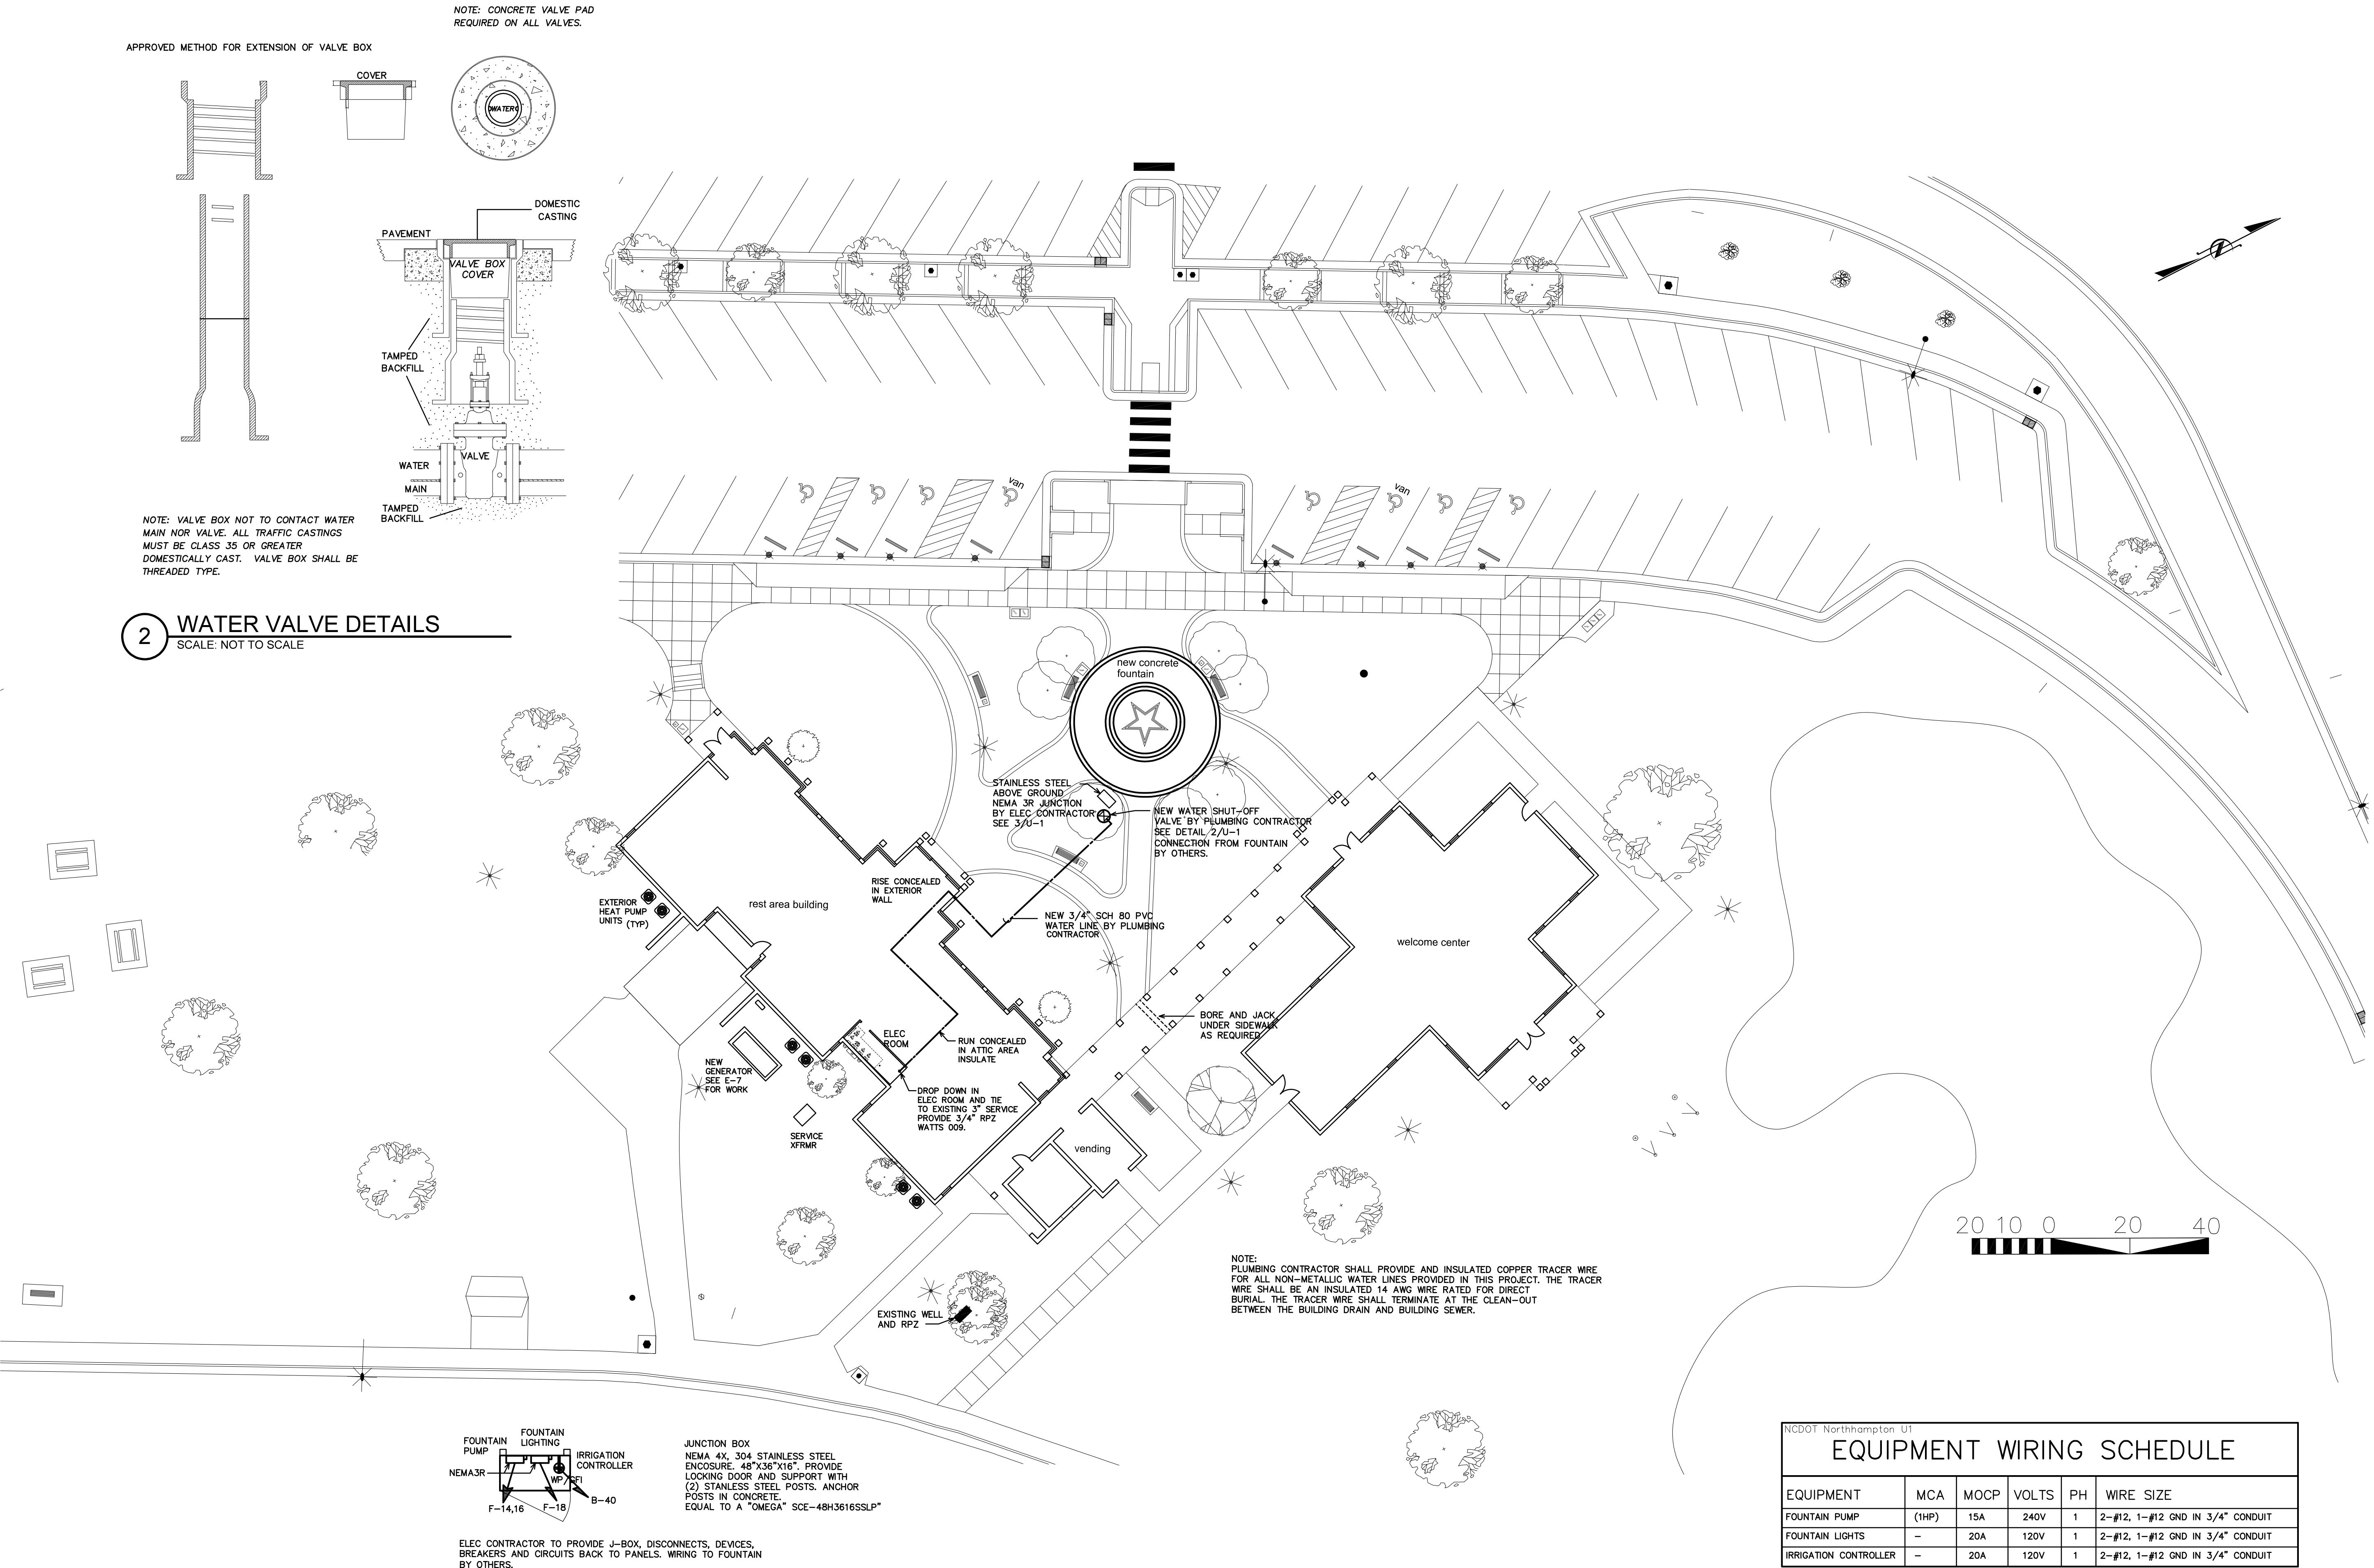 NOTE: CONCRETE VALVE PAD
REQUIRED ON ALL VALVES.
APPROVED METHOD FOR EXTENSION OF VALVE BOX
COVER
WATER
DOMESTIC
CASTING
PAVEMENT
VALVE BOX
COVER
TAMPED
BACKFILL
VALVE
WATER
MAIN
TAMPED
BACKFILL
NOTE: VALVE BOX NOT TO CONTACT WATER
MAIN NOR VALVE. ALL TRAFFIC CASTINGS
MUST BE CLASS 35 OR GREATER
DOMESTICALLY CAST. VALVE BOX SHALL BE
THREADED TYPE.
2
WATER VALVE DETAILS
SCALE: NOT TO SCALE
van
van
new concrete
fountain
STAINLESS STEEL
ABOVE GROUND
NEMA 3R JUNCTION
BY ELEC CONTRACTOR
SEE 3/U-1
NEW WATER SHUT-OFF
VALVE BY PLUMBING CONTRACTOR
SEE DETAIL 2/U-1
CONNECTION FROM FOUNTAIN
BY OTHERS.
RISE CONCEALED
IN EXTERIOR
WALL
rest area building
EXTERIOR
HEAT PUMP
UNITS (TYP)
NEW 3/4" SCH 80 PVC
WATER LINE BY PLUMBING
CONTRACTOR
welcome center
BORE AND JACK
UNDER SIDEWALK
AS REQUIRED
ELEC
ROOM
RUN CONCEALED
IN ATTIC AREA
INSULATE
NEW
GENERATOR
SEE E-7
FOR WORK
DROP DOWN IN
ELEC ROOM AND TIE
TO EXISTING 3" SERVICE
PROVIDE 3/4" RPZ
WATTS 009.
SERVICE
XFRMR
vending
20 10 0 20 40
NOTE:
PLUMBING CONTRACTOR SHALL PROVIDE AND INSULATED COPPER TRACER WIRE
FOR ALL NON-METALLIC WATER LINES PROVIDED IN THIS PROJECT. THE TRACER
WIRE SHALL BE AN INSULATED 14 AWG WIRE RATED FOR DIRECT
BURIAL. THE TRACER WIRE SHALL TERMINATE AT THE CLEAN-OUT
BETWEEN THE BUILDING DRAIN AND BUILDING SEWER.
EXISTING WELL
AND RPZ
FOUNTAIN
PUMP
FOUNTAIN
LIGHTING
IRRIGATION
CONTROLLER
NEMA3R
WP/GFI
F-14,16
F-18
B-40
JUNCTION BOX
NEMA 4X, 304 STAINLESS STEEL
ENCOSURE. 48"X36"X16". PROVIDE
LOCKING DOOR AND SUPPORT WITH
(2) STANLESS STEEL POSTS. ANCHOR
POSTS IN CONCRETE.
EQUAL TO A "OMEGA" SCE-48H3616SSLP"
ELEC CONTRACTOR TO PROVIDE J-BOX, DISCONNECTS, DEVICES,
BREAKERS AND CIRCUITS BACK TO PANELS. WIRING TO FOUNTAIN
BY OTHERS.
NCDOT Northhampton U1
EQUIPMENT WIRING SCHEDULE
EQUIPMENT MCA MOCP VOLTS PH WIRE SIZE
FOUNTAIN PUMP (1HP) 15A 240V 1 2-#12, 1-#12 GND IN 3/4" CONDUIT
FOUNTAIN LIGHTS - 20A 120V 1 2-#12, 1-#12 GND IN 3/4" CONDUIT
IRRIGATION CONTROLLER - 20A 120V 1 2-#12, 1-#12 GND IN 3/4" CONDUIT